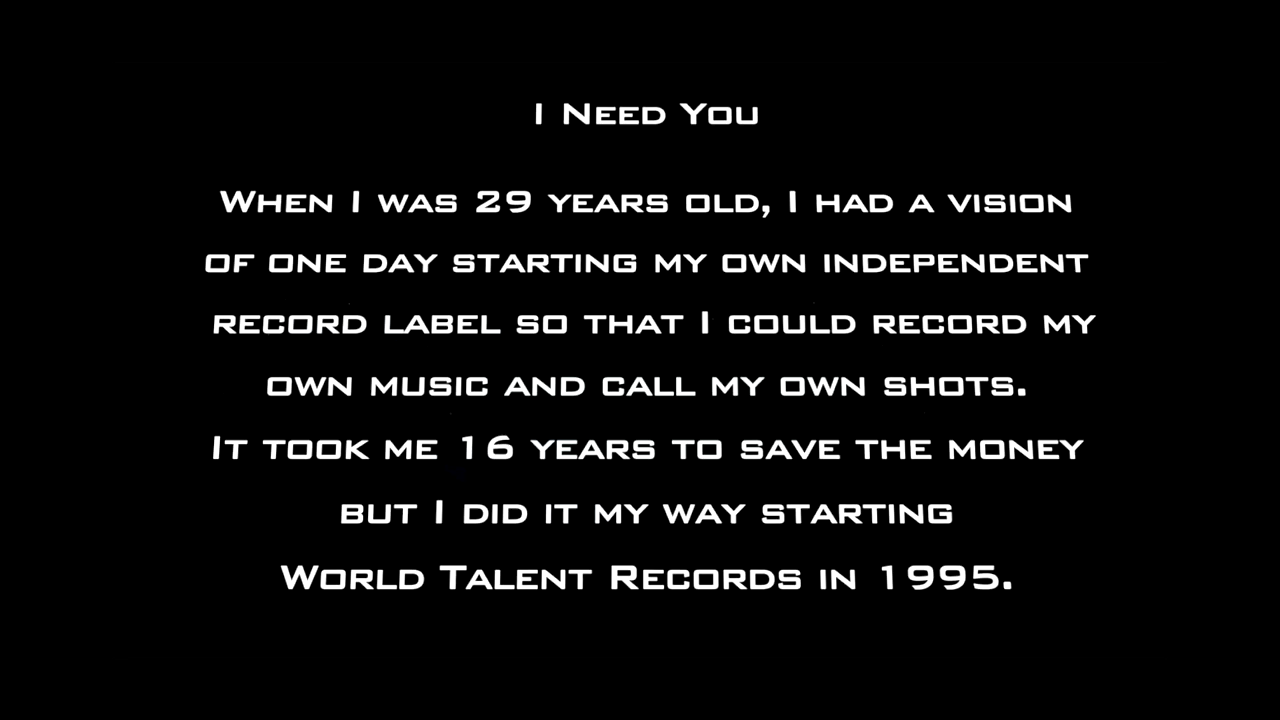 I Need You
When I was 29 years old, I had a vision
of one day starting my own independent
record label so that I could record my
own music and call my own shots.
It took me 16 years to save the money
but I did it my way starting
World Talent Records in 1995.